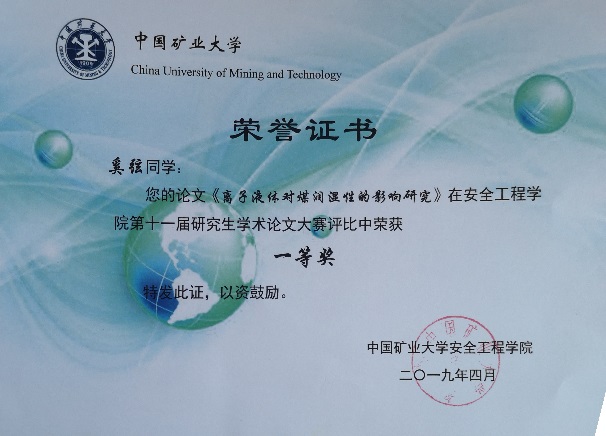 中国矿业大学
China University of Mining and Technology
荣誉证书
奚弦同学：
您的论文《离子液体对煤润湿性的影响研究》在安全工程学
院第十一届研究生学术论文大赛评比中荣获
一等奖
特发此证，以资鼓励。
中国矿业大学安全工程学院
二〇一九年四月